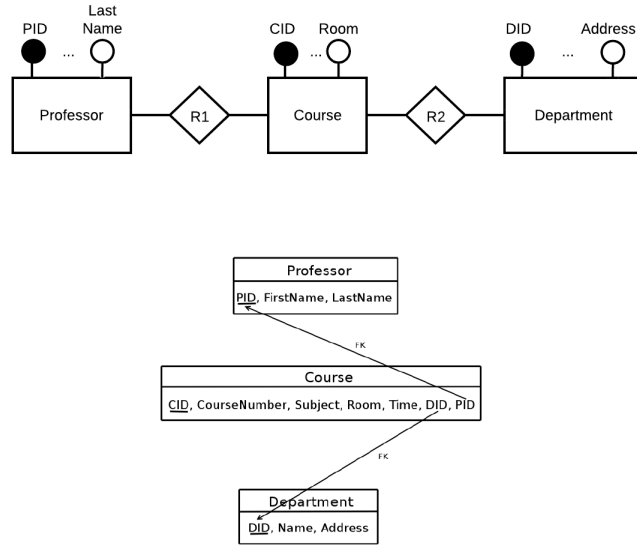 PID ... Last Name
CID ... Room
DID ... Address
Professor R1 Course R2 Department
Professor
PID, FirstName, LastName
FK
Course
CID, CourseNumber, Subject, Room, Time, DID, PID
FK
Department
DID, Name, Address